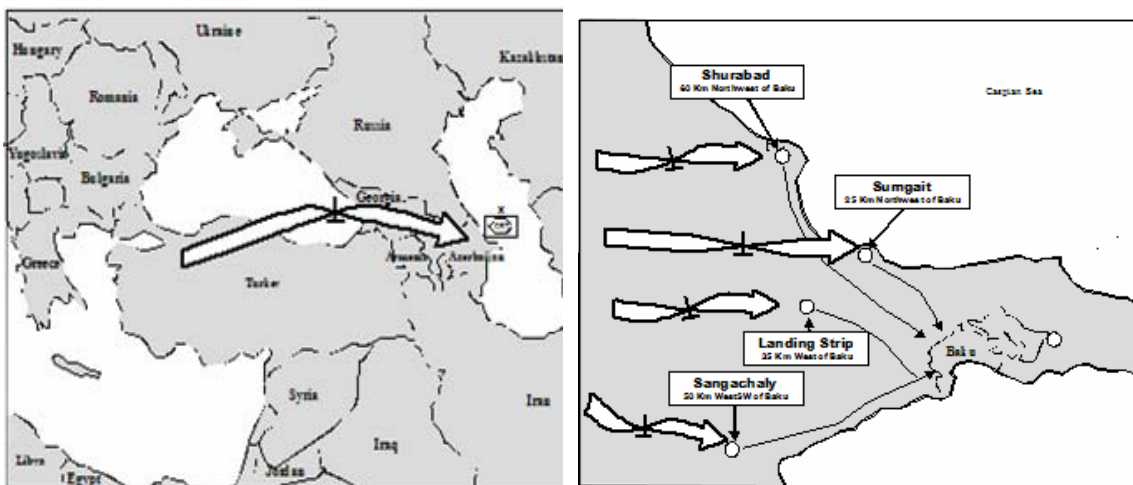 Ukraine
Hungary
Kazakhstan
Romania
Russia
Yogoslavia
Bulgaria
Georgia
Greece
Armenia
Azerbaijan
Turkey
Syria
Iran
Iraq
Libya
Egypt
Jordan
Shurabad
60 Km Northwest of Baku
Caspian Sea
Sumgait
25 Km Northwest of Baku
Landing Strip
35 Km West of Baku
Baku
Sangachaly
50 Km WestSW of Baku